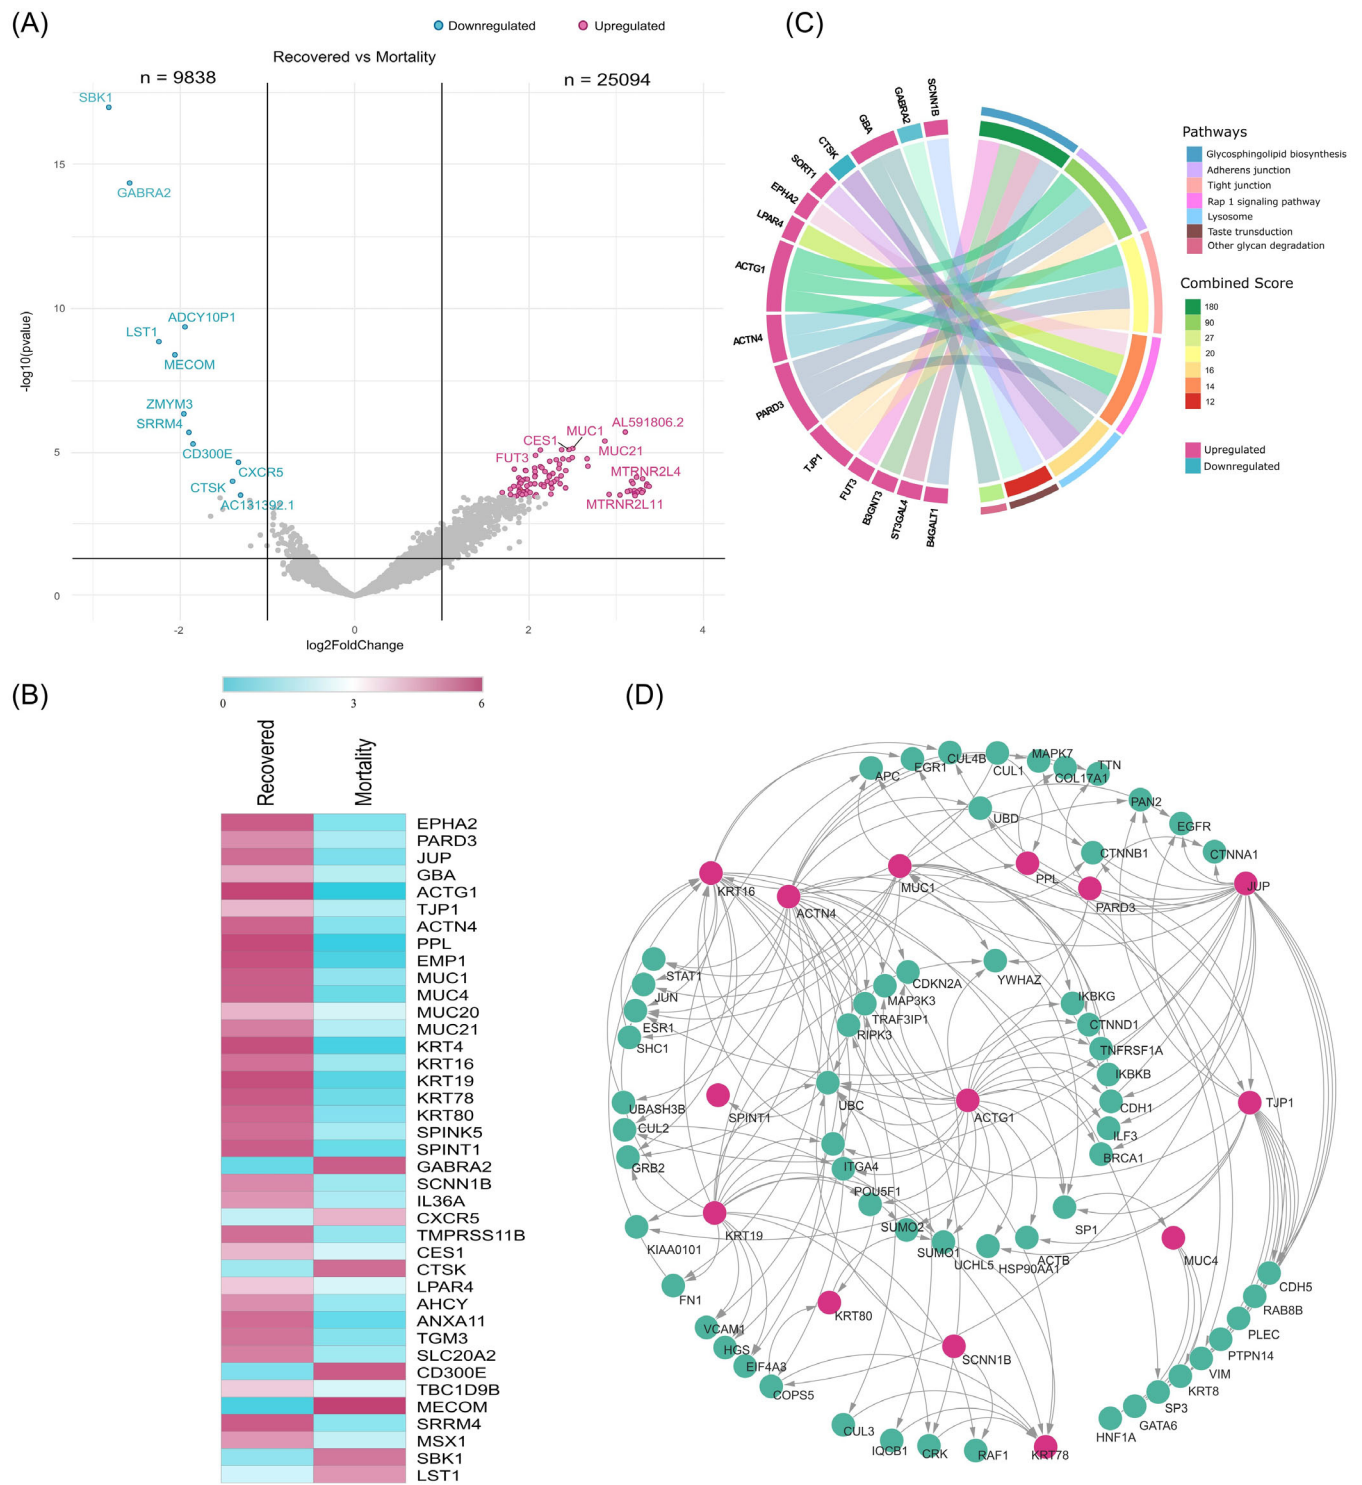 (A)
Downregulated
Upregulated
Recovered vs Mortality
n = 9838
n = 25094
SBK1
GABRA2
ADCY10P1
LST1
MECOM
ZMYM3
SRRM4
CD300E
CXCR5
CTSK
AC131392.1
AL591806.2
MUC1
CES1
MUC21
FUT3
MTRNR2L4
MTRNR2L11
-log10(pvalue)
15
10
5
0
-2
0
2
4
log2FoldChange
(C)
SCNN1B
GABRA2
GBA
CTSK
SORT1
EPHA2
LPAR4
ACTG1
ACTN4
PARD3
TJP1
FUT3
B3GNT3
ST3GAL4
B4GALT1
Pathways
Glycosphingolipid biosynthesis
Adherens junction
Tight junction
Rap 1 signaling pathway
Lysosome
Taste trunsduction
Other glycan degradation
Combined Score
180
90
27
20
16
14
12
Upregulated
Downregulated
(B)
0
3
6
Recovered
Mortality
EPHA2
PARD3
JUP
GBA
ACTG1
TJP1
ACTN4
PPL
EMP1
MUC1
MUC4
MUC20
MUC21
KRT4
KRT16
KRT19
KRT78
KRT80
SPINK5
SPINT1
GABRA2
SCNN1B
IL36A
CXCR5
TMPRSS11B
CES1
CTSK
LPAR4
AHCY
ANXA11
TGM3
SLC20A2
CD300E
TBC1D9B
MECOM
SRRM4
MSX1
SBK1
LST1
(D)
APC
EGR1
CUL4B
CUL1
MAPK7
COL17A1
TTN
PAN2
EGFR
CTNNA1
UBD
CTNNB1
PPL
PARD3
JUP
KRT16
ACTN4
MUC1
STAT1
JUN
ESR1
SHC1
CDKN2A
MAP3K3
TRAF3IP1
RIPK3
YWHAZ
IKBKG
CTNND1
TNFRSF1A
IKBKB
CDH1
ILF3
BRCA1
UBASH3B
CUL2
GRB2
SPINT1
UBC
ACTG1
TJP1
ITGA4
POU5F1
SUMO2
SUMO1
UCHL5
HSP90AA1
ACTB
SP1
MUC4
KIAA0101
KRT19
FN1
VCAM1
HGS
EIF4A3
COPS5
KRT80
SCNN1B
CDH5
RAB8B
PLEC
PTPN14
VIM
KRT8
SP3
GATA6
HNF1A
CUL3
IQCB1
CRK
RAF1
KRT78